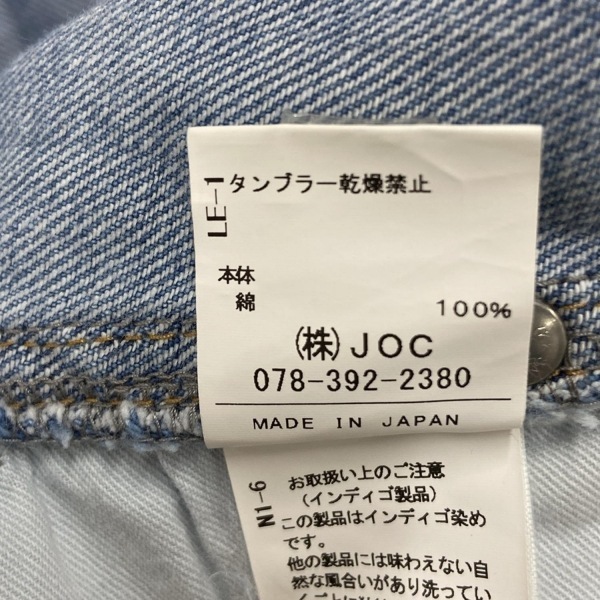 LE-1
タンブラー乾燥禁止
本体
綿 100%
(株)JOC
078-392-2380
MADE IN JAPAN
N1-6
お取扱い上のご注意
(インディゴ製品)
この製品はインディゴ染め
です。
他の製品には味わえない自
然な風合いがあり洗ってい